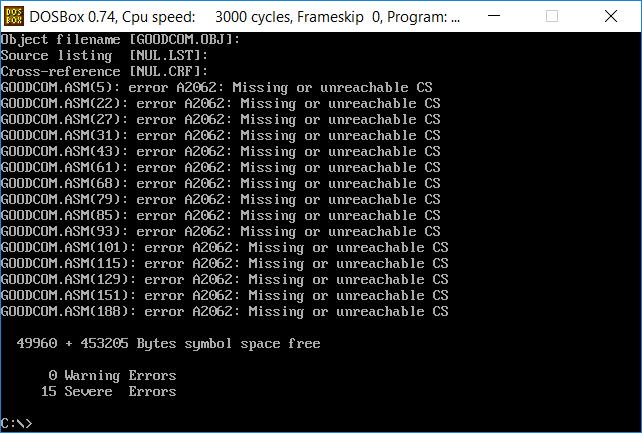 DOSBox 0.74, Cpu speed:    3000 cycles, Frameskip  0, Program: ...
Object filename [GOODCOM.OBJ]:
Source listing  [NUL.LST]:
Cross-reference [NUL.CRF]:
GOODCOM.ASM(5): error A2062: Missing or unreachable CS
GOODCOM.ASM(22): error A2062: Missing or unreachable CS
GOODCOM.ASM(27): error A2062: Missing or unreachable CS
GOODCOM.ASM(31): error A2062: Missing or unreachable CS
GOODCOM.ASM(43): error A2062: Missing or unreachable CS
GOODCOM.ASM(61): error A2062: Missing or unreachable CS
GOODCOM.ASM(68): error A2062: Missing or unreachable CS
GOODCOM.ASM(79): error A2062: Missing or unreachable CS
GOODCOM.ASM(85): error A2062: Missing or unreachable CS
GOODCOM.ASM(93): error A2062: Missing or unreachable CS
GOODCOM.ASM(101): error A2062: Missing or unreachable CS
GOODCOM.ASM(115): error A2062: Missing or unreachable CS
GOODCOM.ASM(129): error A2062: Missing or unreachable CS
GOODCOM.ASM(151): error A2062: Missing or unreachable CS
GOODCOM.ASM(188): error A2062: Missing or unreachable CS
49960 + 453205 Bytes symbol space free
0 Warning Errors
15 Severe  Errors
C:\>